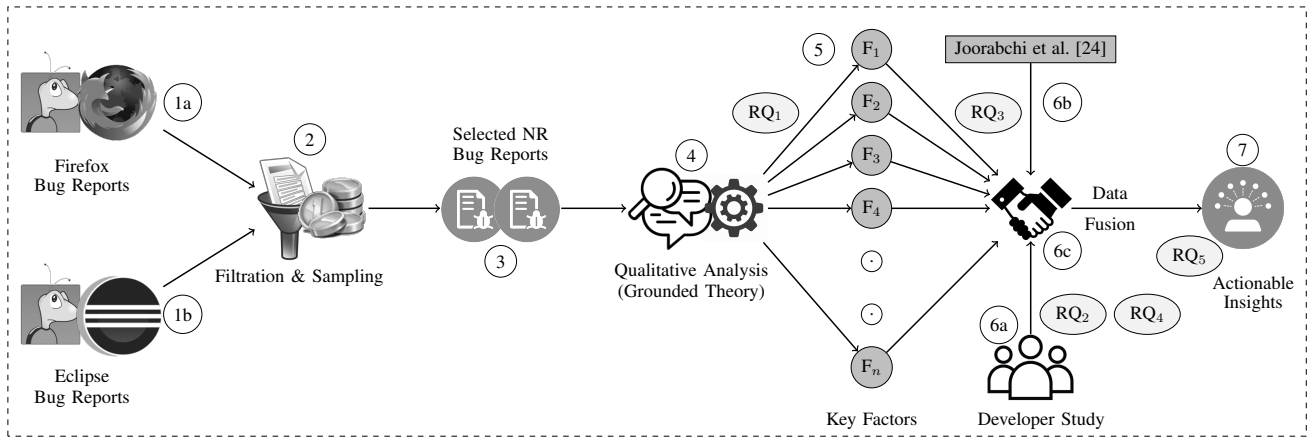 1a
Firefox
Bug Reports
1b
Eclipse
Bug Reports
2
Filtration & Sampling
Selected NR
Bug Reports
3
4
Qualitative Analysis
(Grounded Theory)
RQ1
5
F1
F2
F3
F4
.
.
Fn
Key Factors
RQ3
Joorabchi et al. [24]
6b
6c
6a
RQ2
RQ4
Developer Study
Data
Fusion
RQ5
7
Actionable
Insights